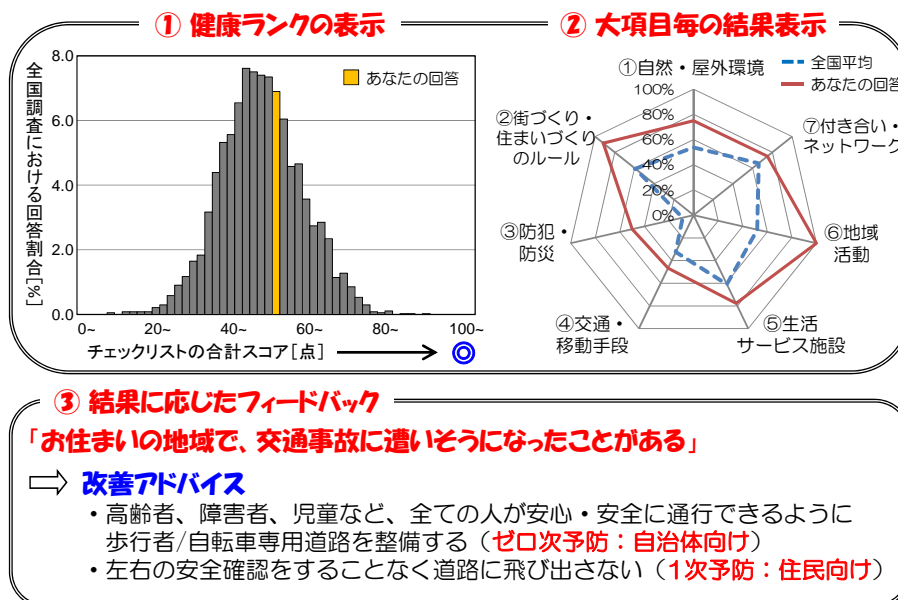 ① 健康ランクの表示
② 大項目毎の結果表示
全国調査における回答割合[%]
8.0
6.0
4.0
2.0
0.0
あなたの回答
0~
20~
40~
60~
80~
100~
チェックリストの合計スコア[点]
◎
全国平均
あなたの回答
①自然・屋外環境
100%
80%
60%
40%
20%
0%
②街づくり・
住まいづくり
のルール
③防犯・
防災
④交通・
移動手段
⑤生活
サービス施設
⑥地域
活動
⑦付き合い・
ネットワーク
③ 結果に応じたフィードバック
「お住まいの地域で、交通事故に遭いそうになったことがある」
⇨ 改善アドバイス
・高齢者、障害者、児童など、全ての人が安心・安全に通行できるように
歩行者/自転車専用道路を整備する（ゼロ次予防：自治体向け）
・左右の安全確認をすることなく道路に飛び出さない（1次予防：住民向け）